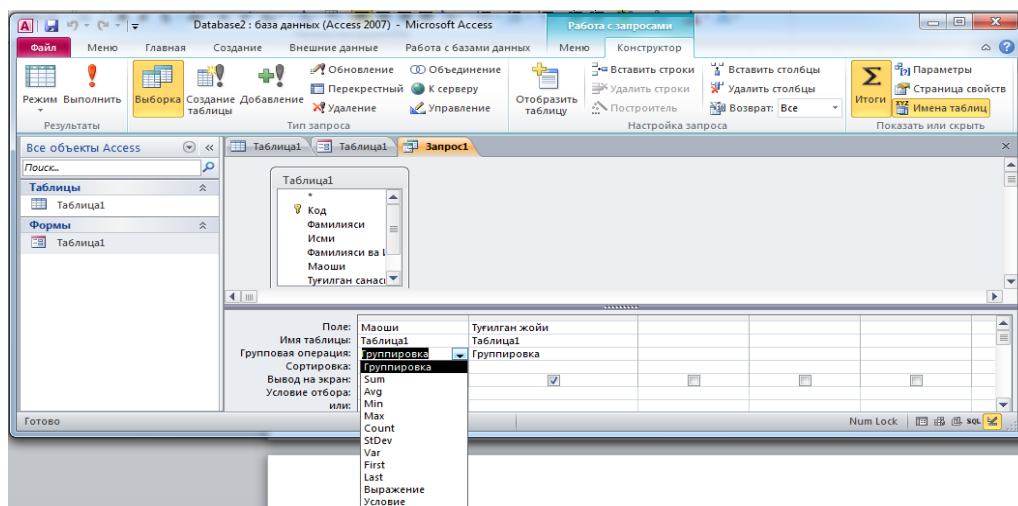 Database2 : база данных (Access 2007) - Microsoft Access
Работа с запросами
Файл Меню Главная Создание Внешние данные Работа с базами данных Меню Конструктор
Режим Выполнить Выборка Создание таблицы Добавление
Обновление Объединение
Перекрестный К серверу
Удаление Управление
Отобразить таблицу
Вставить строки Вставить столбцы
Удалить строки Удалить столбцы
Построитель Возврат: Все
Итоги
Параметры
Страница свойств
Имена таблиц
Результаты Тип запроса Настройка запроса Показать или скрыть
Все объекты Access
Таблица1 Таблица1 Запрос1
Поиск...
Таблицы
Таблица1
Формы
Таблица1
Таблица1
*
Код
Фамилияси
Исми
Фамилияси ва И
Маоши
Туғилган санаси
Поле: Маоши Туғилган жойи
Имя таблицы: Таблица1 Таблица1
Групповая операция: Группировка Группировка
Сортировка: Группировка
Вывод на экран: Sum
Условие отбора: Avg
или: Min
Max
Count
StDev
Var
First
Last
Выражение
Условие
Готово Num Lock SQL